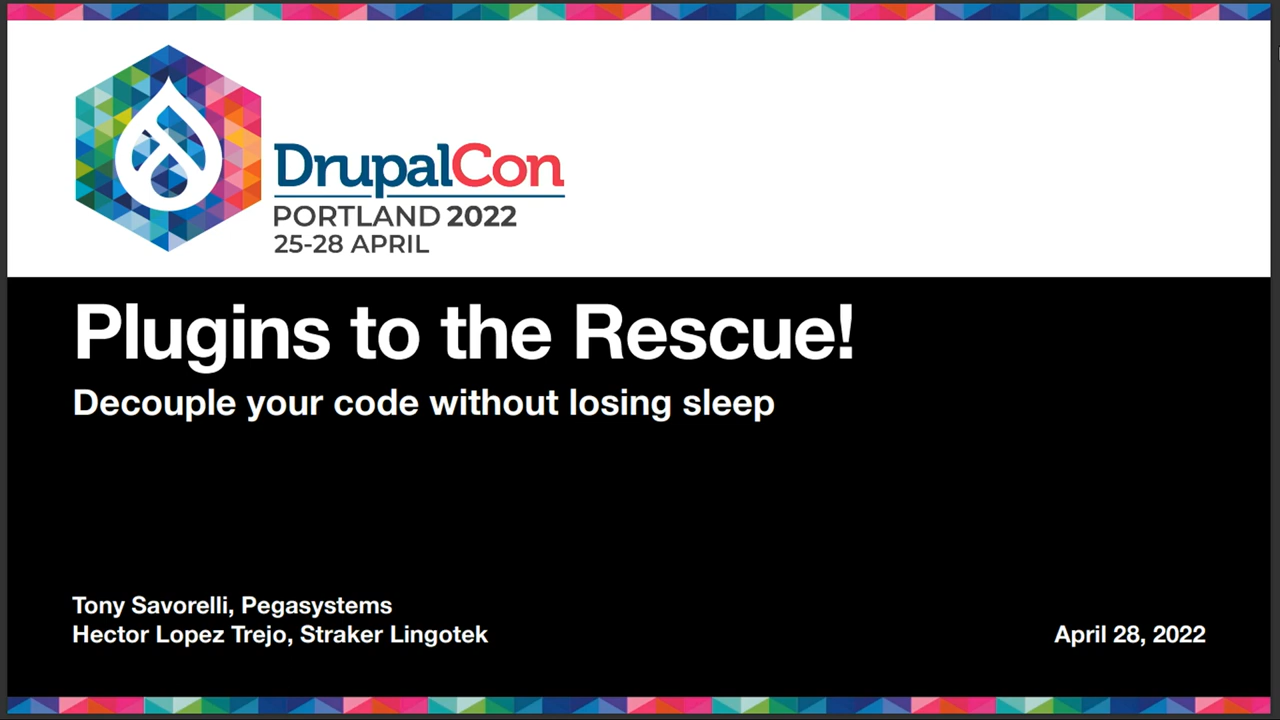 DrupalCon
PORTLAND 2022
25-28 APRIL
Plugins to the Rescue!
Decouple your code without losing sleep
Tony Savorelli, Pegasystems
Hector Lopez Trejo, Straker Lingotek
April 28, 2022